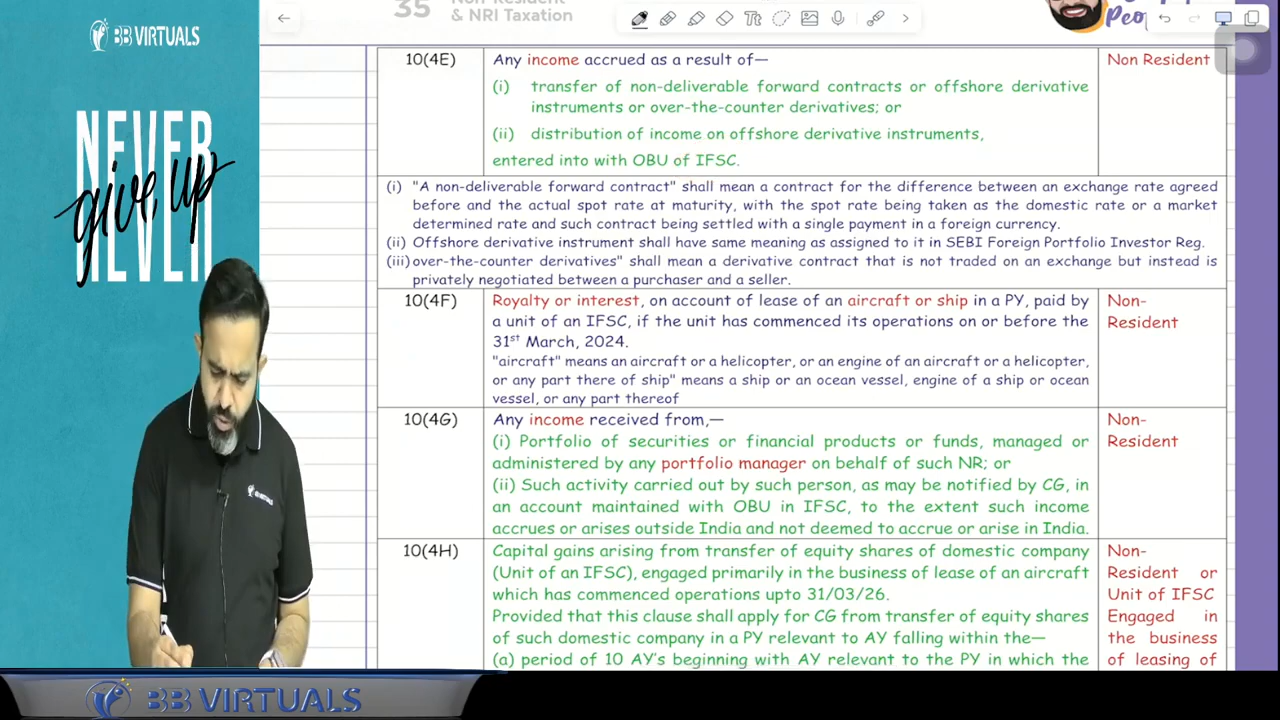 BB VIRTUALS
35
Non-Resident
& NRI Taxation
NEVER
give up
NEVER
10(4E)
Any income accrued as a result of—
Non Resident
(i) transfer of non-deliverable forward contracts or offshore derivative
instruments or over-the-counter derivatives; or
(ii) distribution of income on offshore derivative instruments,
entered into with OBU of IFSC.
(i) "A non-deliverable forward contract" shall mean a contract for the difference between an exchange rate agreed
before and the actual spot rate at maturity, with the spot rate being taken as the domestic rate or a market
determined rate and such contract being settled with a single payment in a foreign currency.
(ii) Offshore derivative instrument shall have same meaning as assigned to it in SEBI Foreign Portfolio Investor Reg.
(iii) over-the-counter derivatives" shall mean a derivative contract that is not traded on an exchange but instead is
privately negotiated between a purchaser and a seller.
10(4F)
Royalty or interest, on account of lease of an aircraft or ship in a PY, paid by
a unit of an IFSC, if the unit has commenced its operations on or before the
31st March, 2024.
"aircraft" means an aircraft or a helicopter, or an engine of an aircraft or a helicopter,
or any part there of ship" means a ship or an ocean vessel, engine of a ship or ocean
vessel, or any part thereof
Non-
Resident
10(4G)
Any income received from,—
(i) Portfolio of securities or financial products or funds, managed or
administered by any portfolio manager on behalf of such NR; or
(ii) Such activity carried out by such person, as may be notified by CG, in
an account maintained with OBU in IFSC, to the extent such income
accrues or arises outside India and not deemed to accrue or arise in India.
Non-
Resident
10(4H)
Capital gains arising from transfer of equity shares of domestic company
(Unit of an IFSC), engaged primarily in the business of lease of an aircraft
which has commenced operations upto 31/03/26.
Provided that this clause shall apply for CG from transfer of equity shares
of such domestic company in a PY relevant to AY falling within the—
(a) period of 10 AY's beginning with AY relevant to the PY in which the
Non-
Resident or
Unit of IFSC
Engaged in
the business
of leasing of
BB VIRTUALS